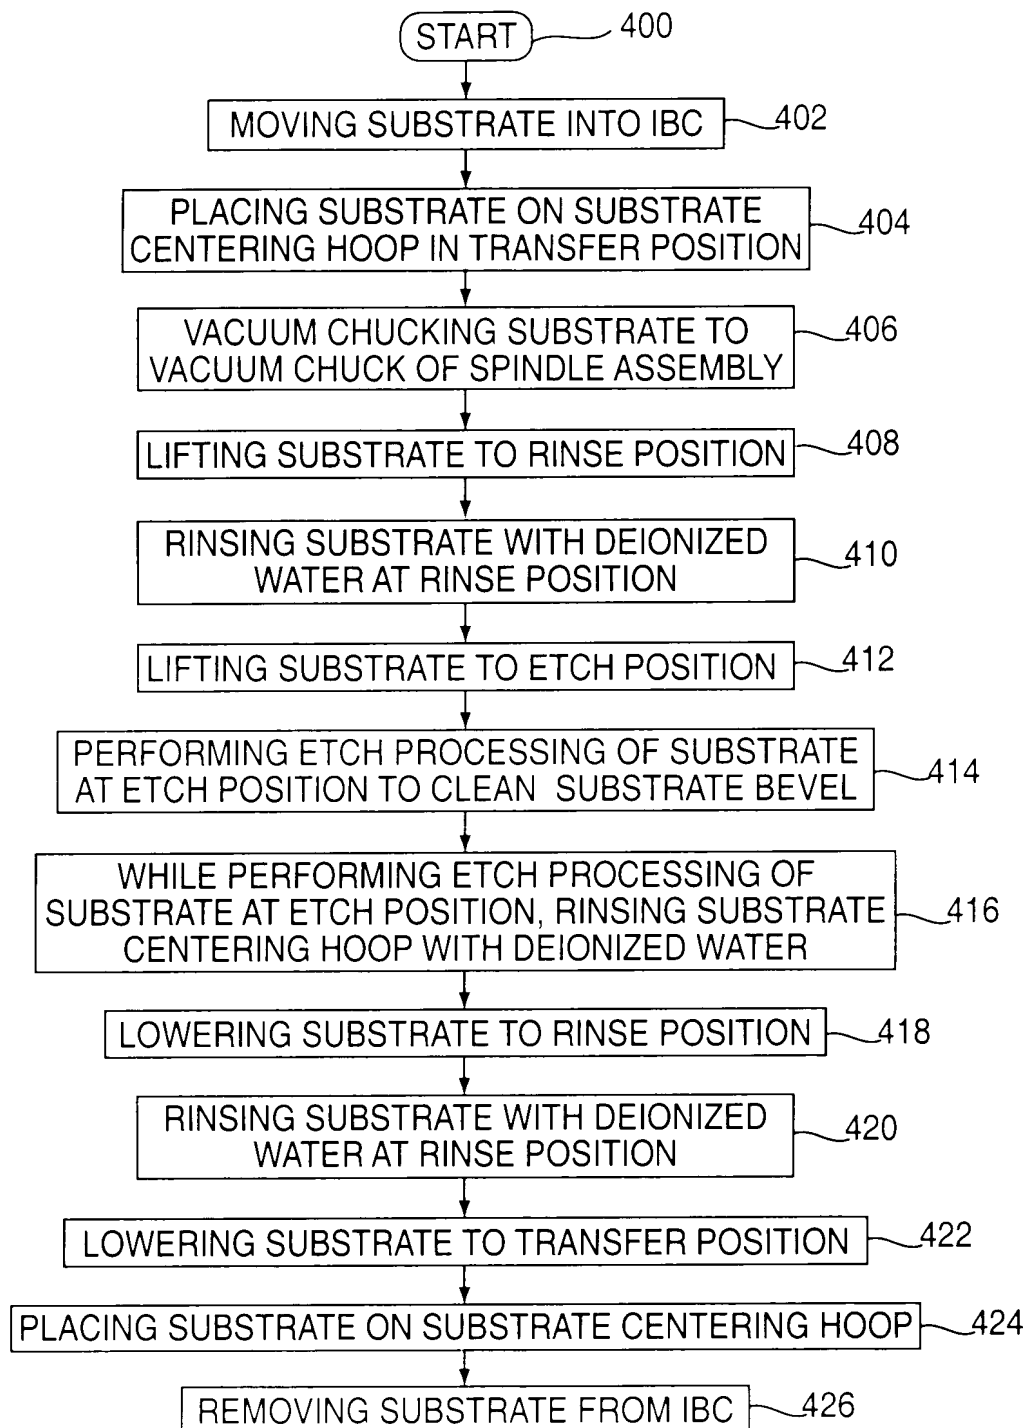 START
400
MOVING SUBSTRATE INTO IBC
402
PLACING SUBSTRATE ON SUBSTRATE
CENTERING HOOP IN TRANSFER POSITION
404
VACUUM CHUCKING SUBSTRATE TO
VACUUM CHUCK OF SPINDLE ASSEMBLY
406
LIFTING SUBSTRATE TO RINSE POSITION
408
RINSING SUBSTRATE WITH DEIONIZED
WATER AT RINSE POSITION
410
LIFTING SUBSTRATE TO ETCH POSITION
412
PERFORMING ETCH PROCESSING OF SUBSTRATE
AT ETCH POSITION TO CLEAN SUBSTRATE BEVEL
414
WHILE PERFORMING ETCH PROCESSING OF
SUBSTRATE AT ETCH POSITION, RINSING SUBSTRATE
CENTERING HOOP WITH DEIONIZED WATER
416
LOWERING SUBSTRATE TO RINSE POSITION
418
RINSING SUBSTRATE WITH DEIONIZED
WATER AT RINSE POSITION
420
LOWERING SUBSTRATE TO TRANSFER POSITION
422
PLACING SUBSTRATE ON SUBSTRATE CENTERING HOOP
424
REMOVING SUBSTRATE FROM IBC
426